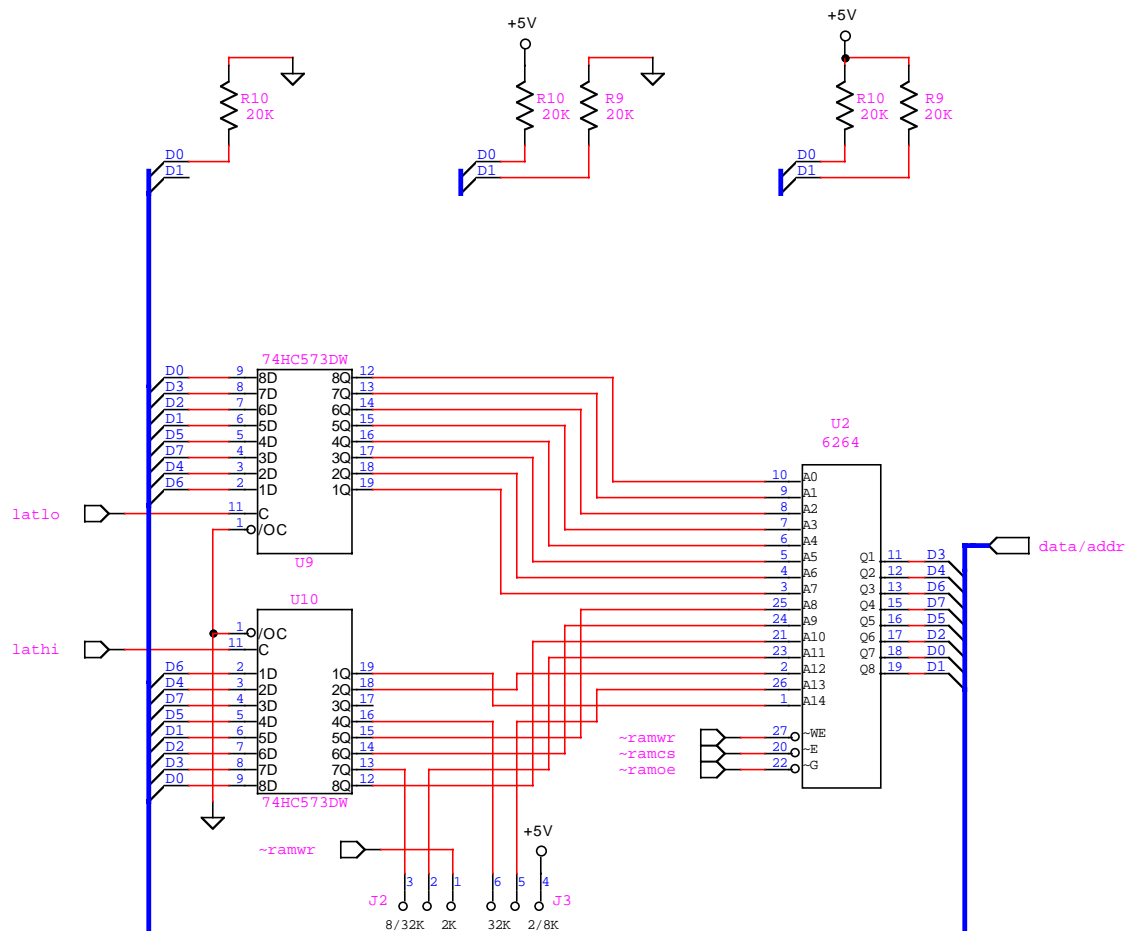 +5V
+5V
R10
20K
R10
20K
R9
20K
R10
20K
R9
20K
D0
D1
D0
D1
D0
D1
74HC573DW
D0 9 8D 8Q 12
D3 8 7D 7Q 13
D2 7 6D 6Q 14
D1 6 5D 5Q 15
D5 5 4D 4Q 16
D7 4 3D 3Q 17
D4 3 2D 2Q 18
D6 2 1D 1Q 19
latlo 11 C
1 /OC
U9
U2
6264
10 A0
9 A1
8 A2
7 A3
6 A4
5 A5
4 A6
3 A7
25 A8
24 A9
21 A10
23 A11
2 A12
26 A13
1 A14
Q1 11 D3
Q2 12 D4
Q3 13 D6
Q4 15 D7
Q5 16 D5
Q6 17 D2
Q7 18 D0
Q8 19 D1
data/addr
~ramwr 27 ~WE
~ramcs 20 ~E
~ramoe 22 ~G
U10
1 /OC
lathi 11 C
D6 2 1D 1Q 19
D4 3 2D 2Q 18
D7 4 3D 3Q 17
D5 5 4D 4Q 16
D1 6 5D 5Q 15
D2 7 6D 6Q 14
D3 8 7D 7Q 13
D0 9 8D 8Q 12
74HC573DW
+5V
~ramwr
3 2 1 6 5 4
J2 J3
8/32K 2K 32K 2/8K